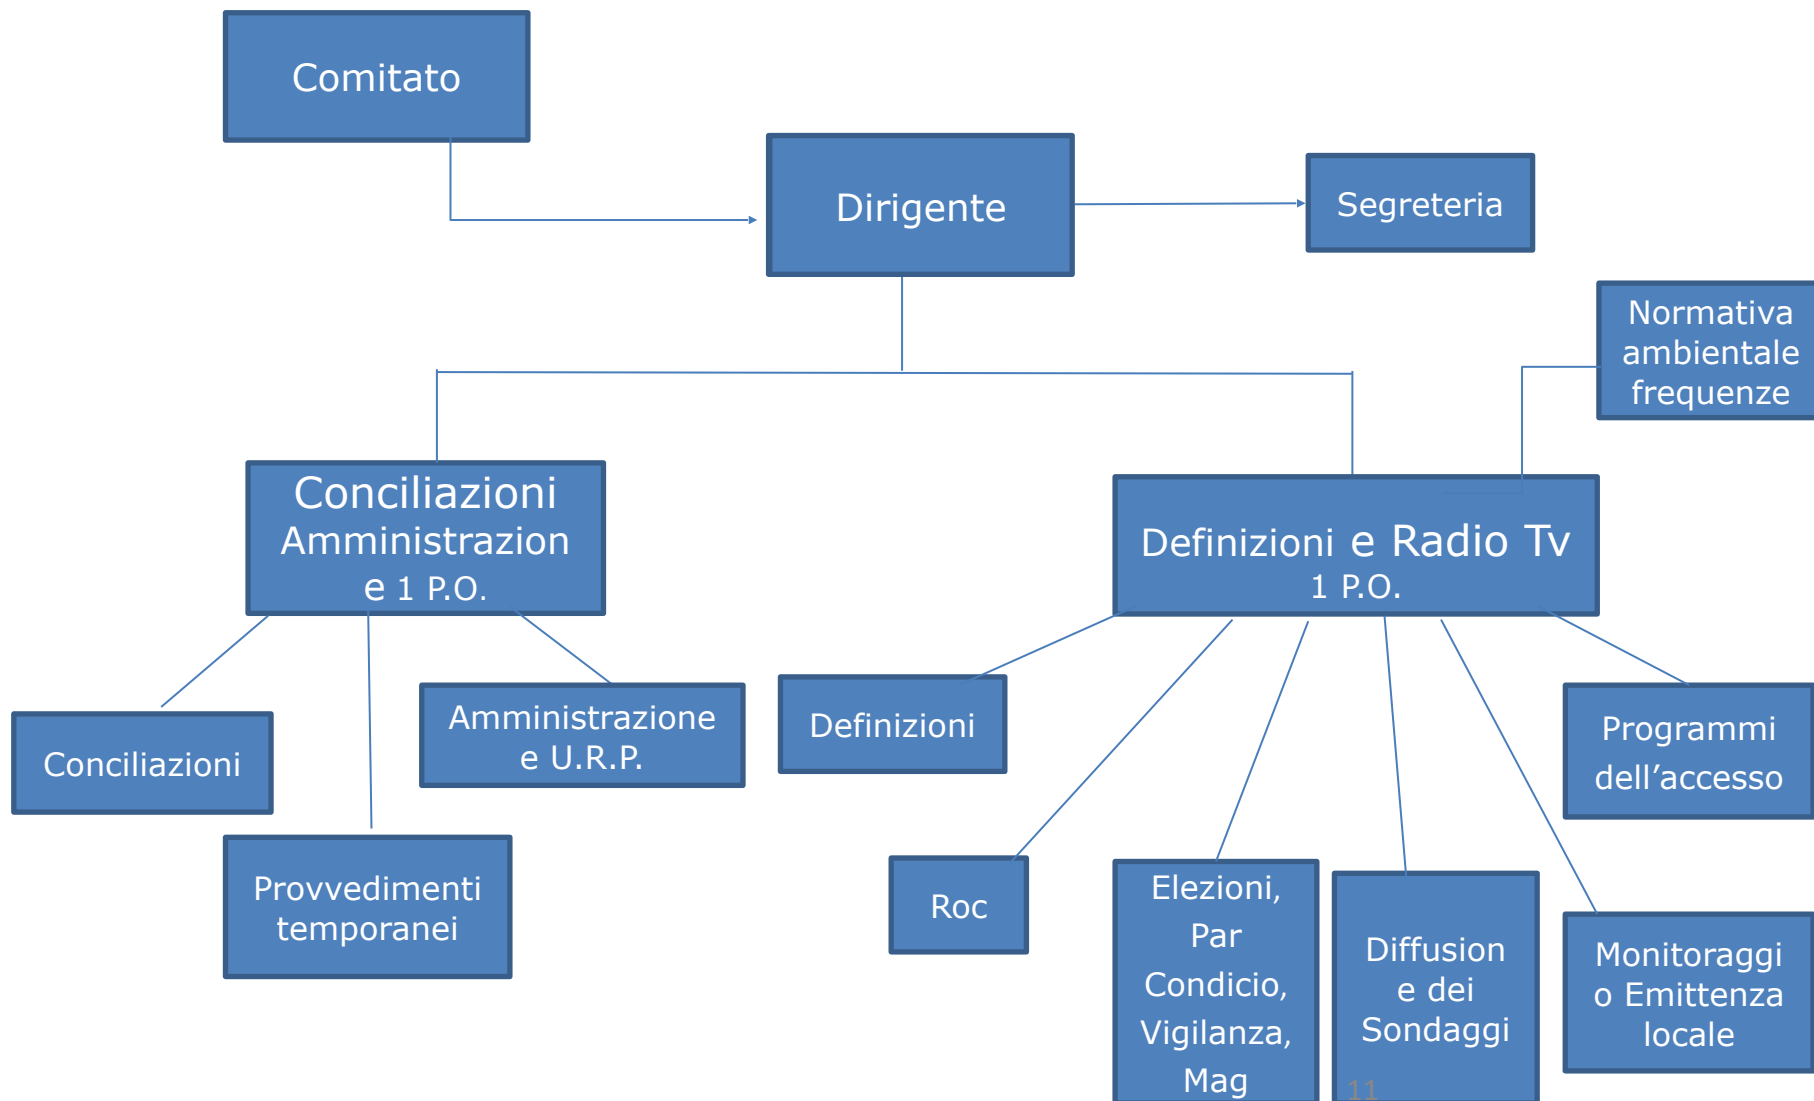 Comitato
Dirigente
Segreteria
Normativa
ambientale
frequenze
Conciliazioni
Amministrazion
e 1 P.O.
Definizioni e Radio Tv
1 P.O.
Conciliazioni
Provvedimenti
temporanei
Amministrazione
e U.R.P.
Definizioni
Roc
Elezioni,
Par
Condicio,
Vigilanza,
Mag
Diffusion
e dei
Sondaggi
Monitoraggi
o Emittenza
locale
Programmi
dell’accesso
11